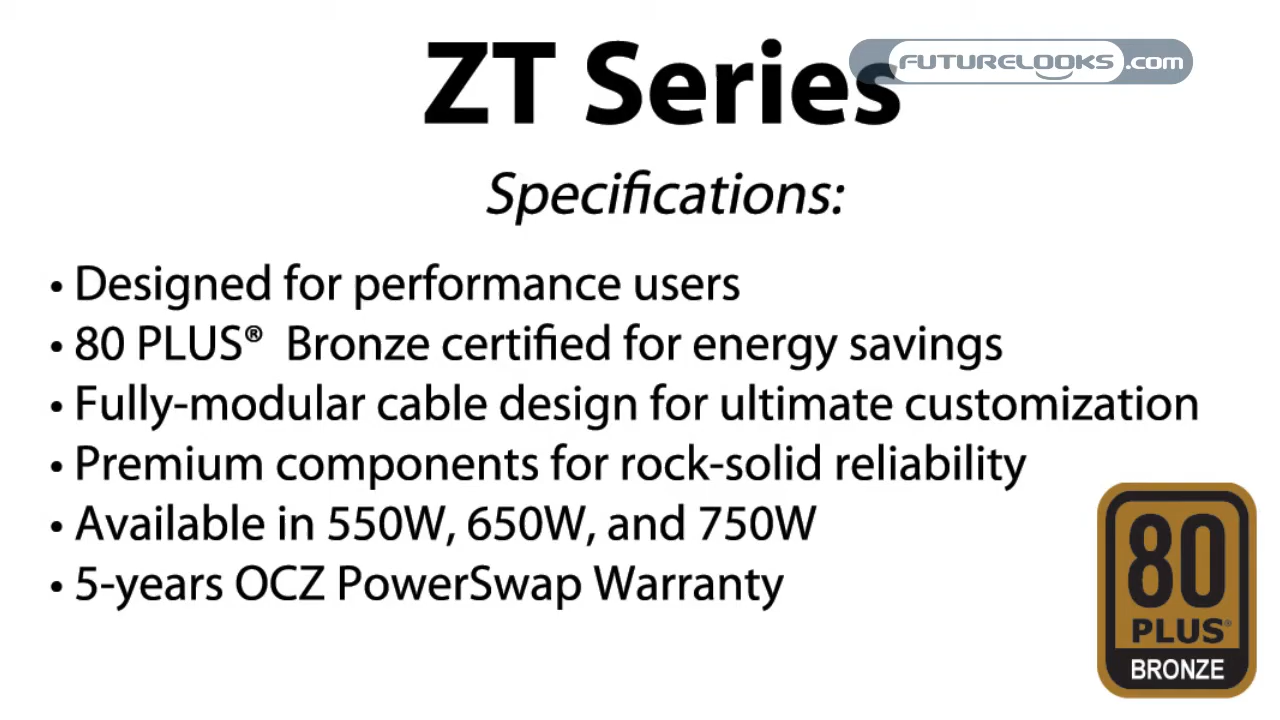 ZT Series
FUTURELOOKS.com
Specifications:
• Designed for performance users
• 80 PLUS® Bronze certified for energy savings
• Fully-modular cable design for ultimate customization
• Premium components for rock-solid reliability
• Available in 550W, 650W, and 750W
• 5-years OCZ PowerSwap Warranty
80
PLUS®
BRONZE